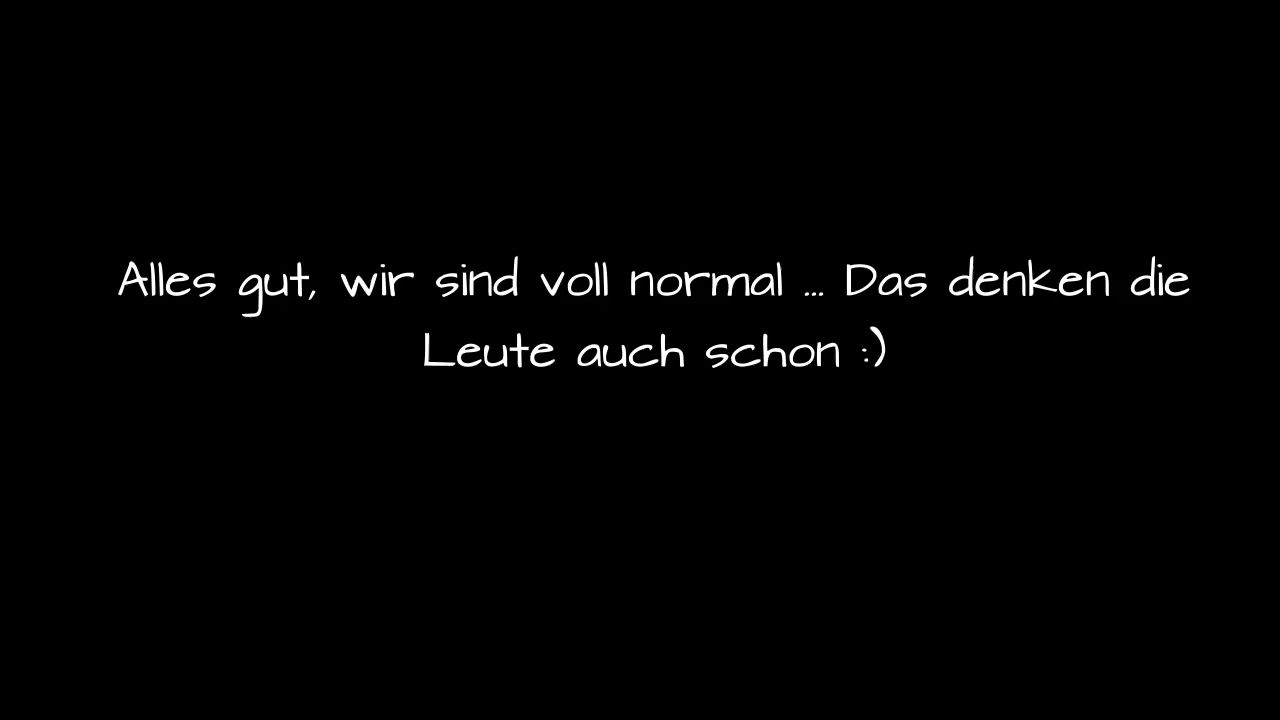 Alles gut, wir sind voll normal ... Das denken die
Leute auch schon :)